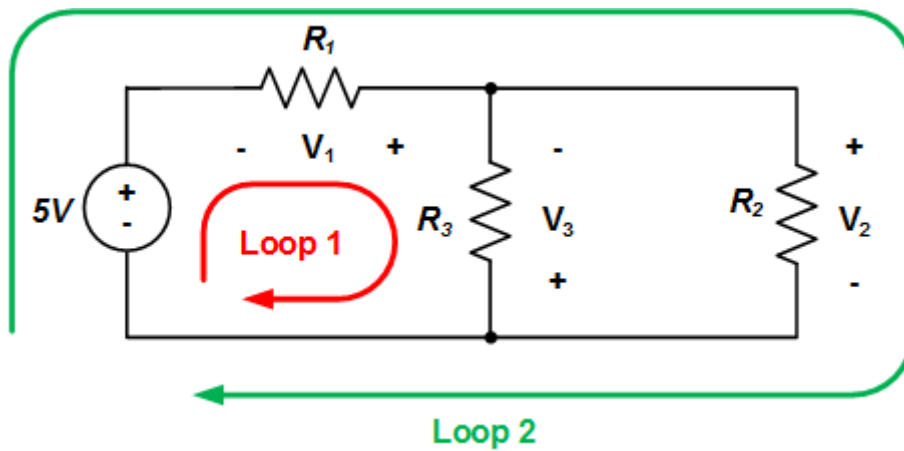 R1
- V1 +
5V
+
-
Loop 1
R3
-
V3
+
R2
+
V2
-
Loop 2